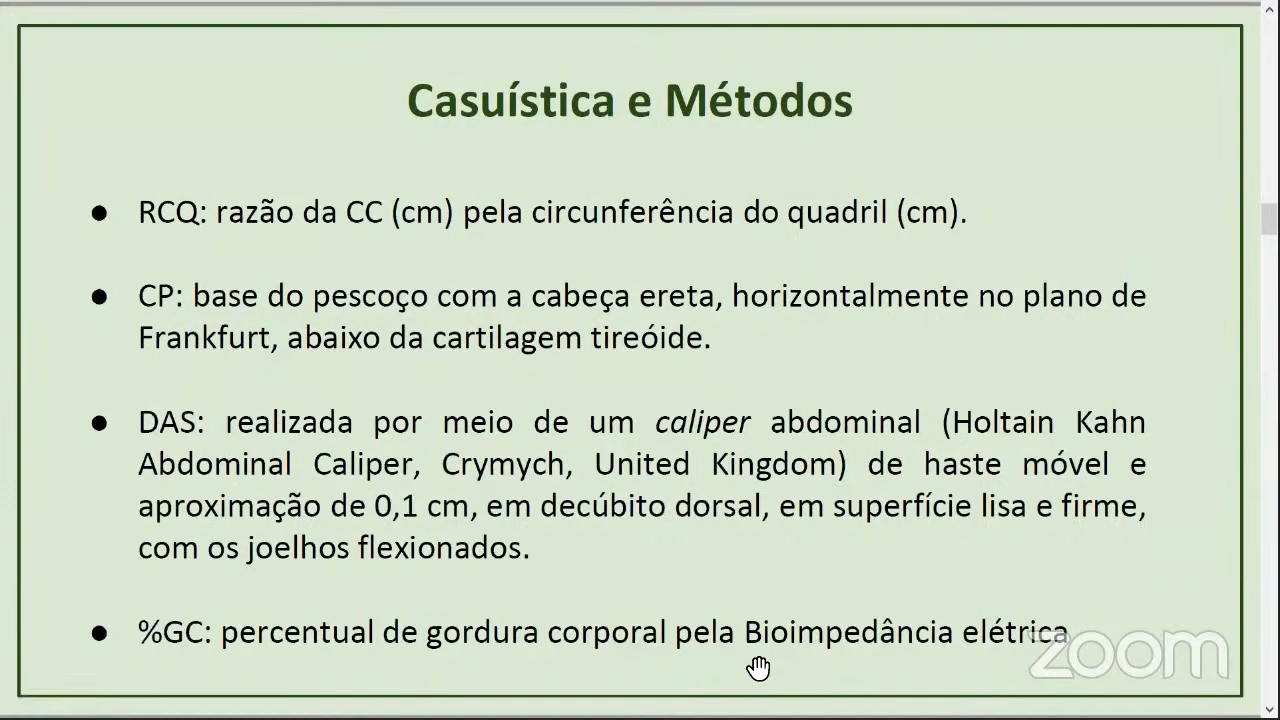 Casuística e Métodos
● RCQ: razão da CC (cm) pela circunferência do quadril (cm).
● CP: base do pescoço com a cabeça ereta, horizontalmente no plano de
Frankfurt, abaixo da cartilagem tireóide.
● DAS: realizada por meio de um caliper abdominal (Holtain Kahn
Abdominal Caliper, Crymych, United Kingdom) de haste móvel e
aproximação de 0,1 cm, em decúbito dorsal, em superfície lisa e firme,
com os joelhos flexionados.
● %GC: percentual de gordura corporal pela Bioimpedância elétrica
zoom